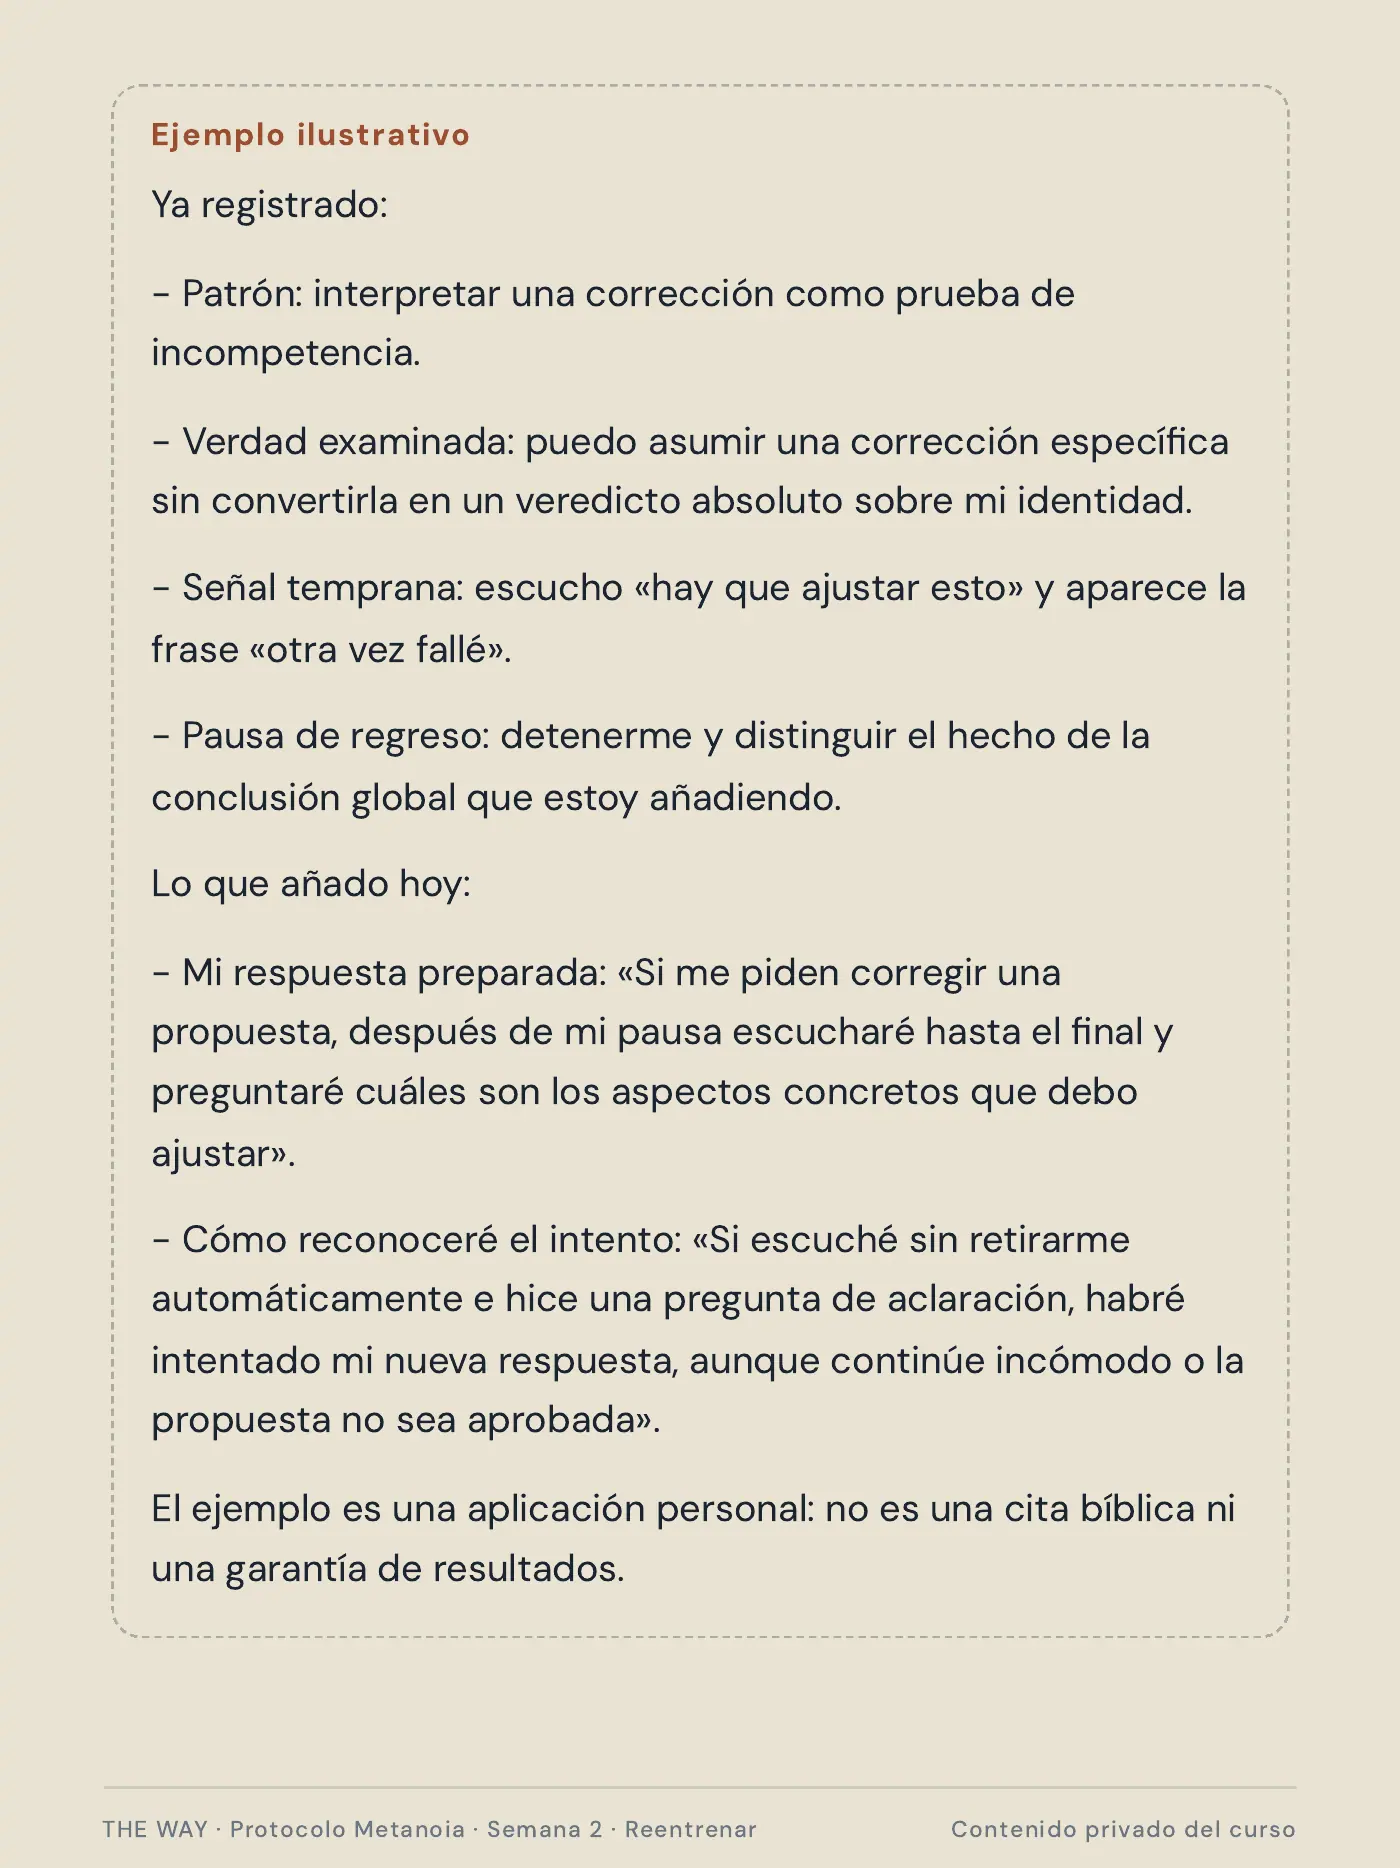 Ejemplo ilustrativo
Ya registrado:
- Patrón: interpretar una corrección como prueba de
incompetencia.
- Verdad examinada: puedo asumir una corrección específica
sin convertirla en un veredicto absoluto sobre mi identidad.
- Señal temprana: escucho «hay que ajustar esto» y aparece la
frase «otra vez fallé».
- Pausa de regreso: detenerme y distinguir el hecho de la
conclusión global que estoy añadiendo.
Lo que añado hoy:
- Mi respuesta preparada: «Si me piden corregir una
propuesta, después de mi pausa escucharé hasta el final y
preguntaré cuáles son los aspectos concretos que debo
ajustar».
- Cómo reconoceré el intento: «Si escuché sin retirarme
automáticamente e hice una pregunta de aclaración, habré
intentado mi nueva respuesta, aunque continúe incómodo o la
propuesta no sea aprobada».
El ejemplo es una aplicación personal: no es una cita bíblica ni
una garantía de resultados.
THE WAY · Protocolo Metanoia · Semana 2 · Reentrenar
Contenido privado del curso